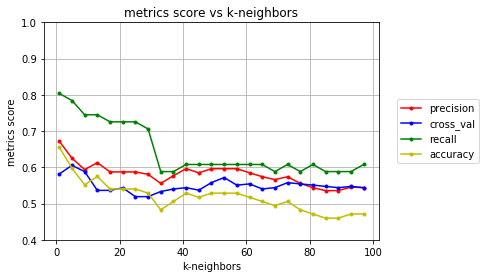 metrics score vs k-neighbors
1.0
0.9
0.8
0.7
0.6
0.5
0.4
metrics score
0 20 40 60 80 100
k-neighbors
precision
cross_val
recall
accuracy